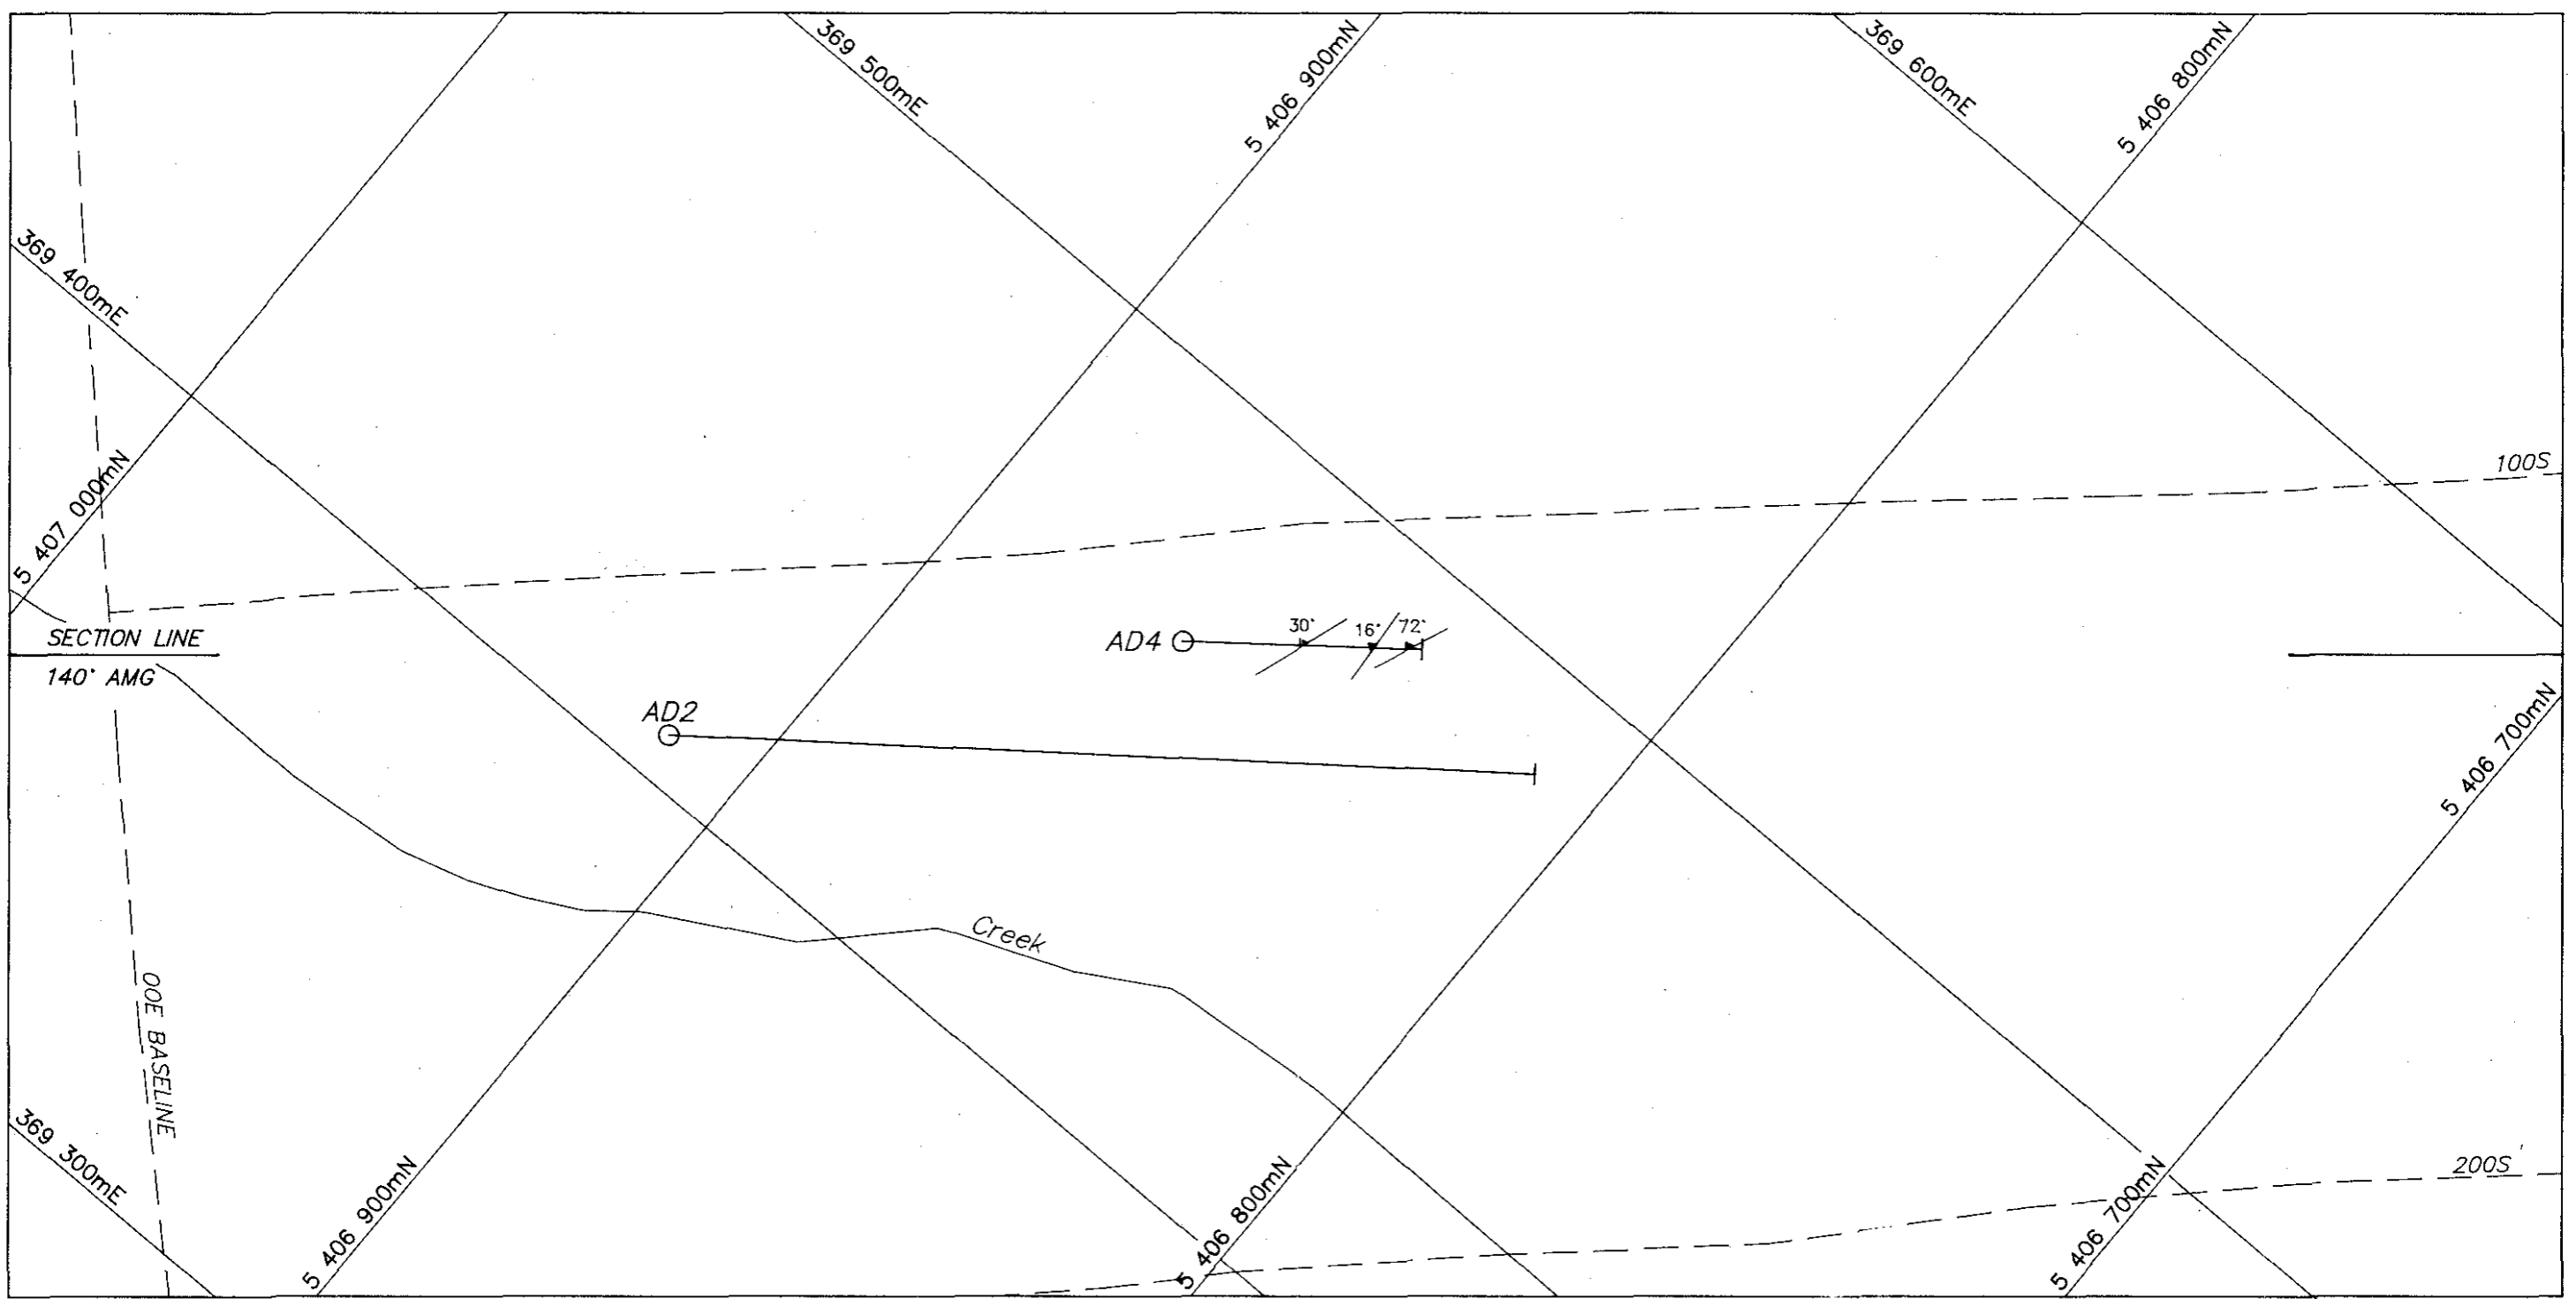 369 500mE
5 406 900mN
369 600mE
5 406 800mN
369 400mE
5 407 000mN
100S
SECTION LINE
140° AMG
AD4
30°
16°
72°
AD2
5 406 700mN
Creek
00E BASELINE
369 300mE
5 406 900mN
5 406 800mN
5 406 700mN
200S